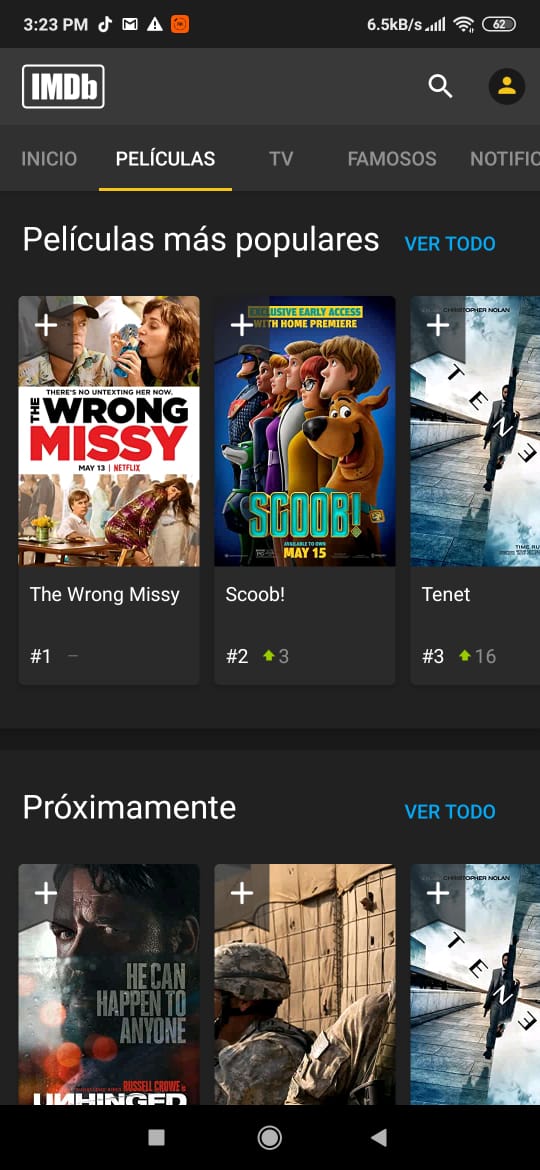 3:23 PM
6.5kB/s
62
IMDb
INICIO
PELÍCULAS
TV
FAMOSOS
NOTIFIC
Películas más populares
VER TODO
THERE'S NO UNTEXTING HER NOW.
THE
WRONG
MISSY
MAY 13 | NETFLIX
EXCLUSIVE EARLY ACCESS
WITH HOME PREMIERE
SCOOB!
AVAILABLE TO OWN
MAY 15
CHRISTOPHER NOLAN
TENE
TIME RU
The Wrong Missy
Scoob!
Tenet
#1 –
#2 3
#3 16
Próximamente
VER TODO
HE CAN
HAPPEN TO
ANYONE
RUSSELL CROWE is
UNHINGED
CHRISTOPHER NOLAN
TENE